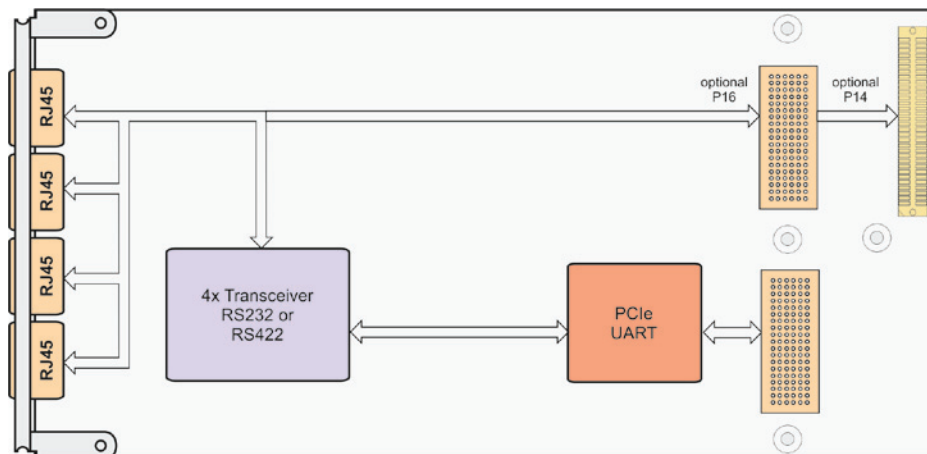 RJ45
RJ45
RJ45
RJ45
optional
P16
optional
P14
4x Transceiver
RS232 or
RS422
PCIe
UART